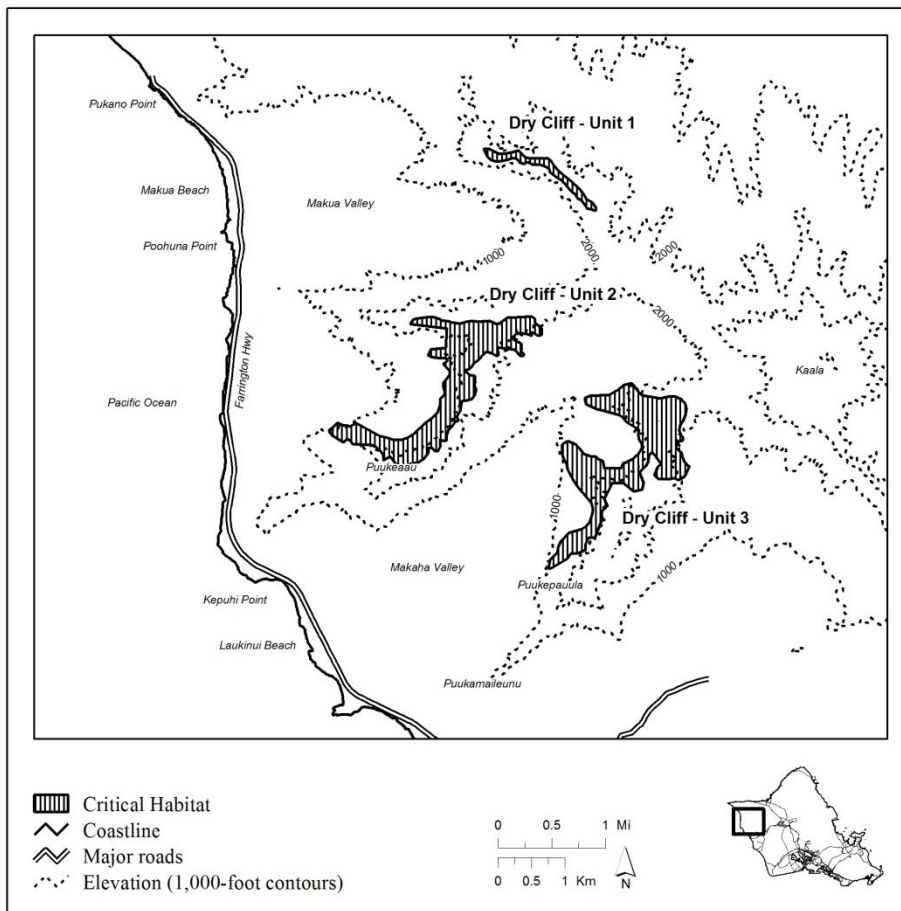 Pukano Point
Dry Cliff - Unit 1
Makua Beach
Makua Valley
Poohuna Point
1000
2000
2000
Dry Cliff - Unit 2
2000
Farrington Hwy
Kaala
Pacific Ocean
Puukeaau
1000
Dry Cliff - Unit 3
Makaha Valley
1000
Puukepauula
Kepuhi Point
Laukinui Beach
Puukamaileunu
Critical Habitat
Coastline
Major roads
Elevation (1,000-foot contours)
0 0.5 1 Mi
0 0.5 1 Km
N